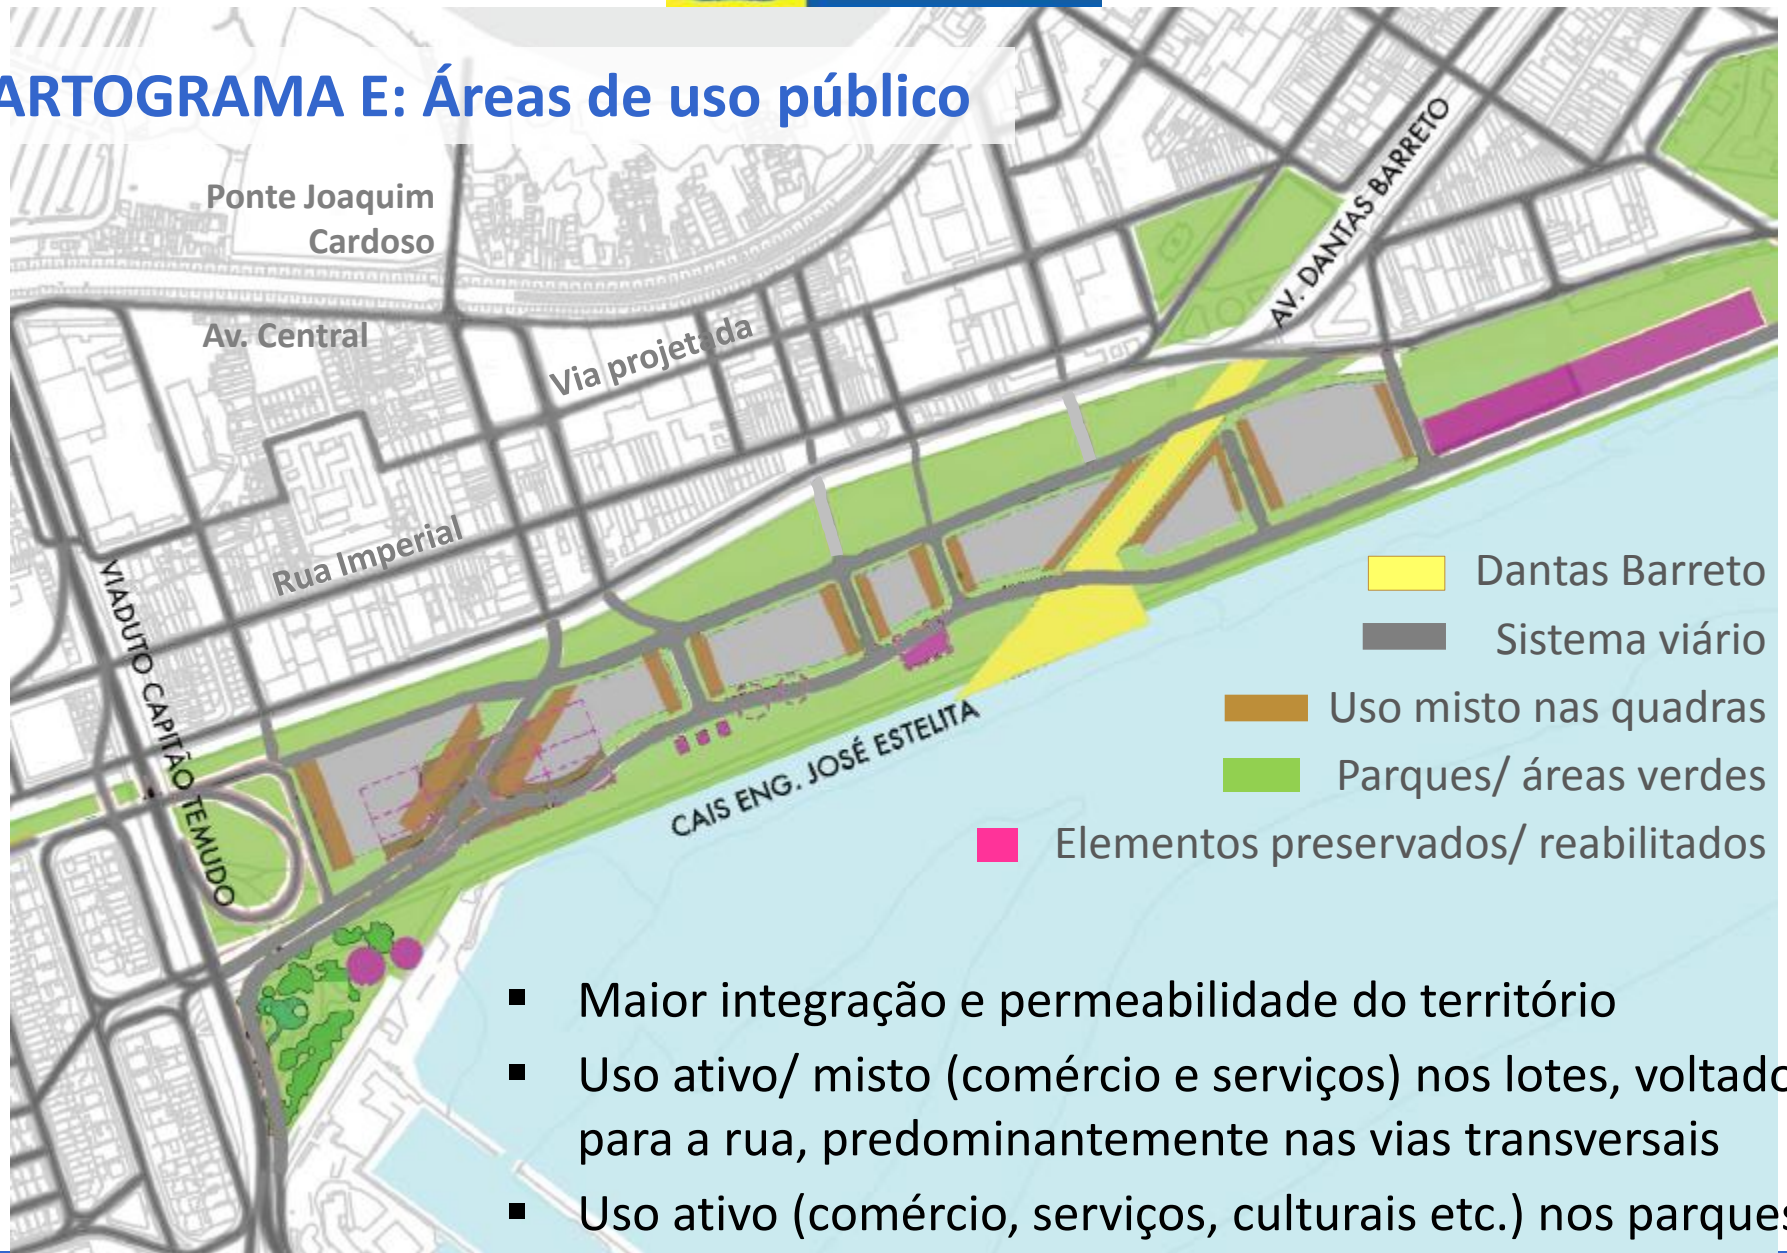 ARTOGRAMA E: Áreas de uso público
Ponte Joaquim
Cardoso
Av. Central
Via projetada
Rua Imperial
AV. DANTAS BARRETO
VIADUTO CAPITÃO TEMUDO
CAIS ENG. JOSÉ ESTELITA
Dantas Barreto
Sistema viário
Uso misto nas quadras
Parques/ áreas verdes
Elementos preservados/ reabilitados
▪ Maior integração e permeabilidade do território
▪ Uso ativo/ misto (comércio e serviços) nos lotes, voltado
para a rua, predominantemente nas vias transversais
▪ Uso ativo (comércio, serviços, culturais etc.) nos parques